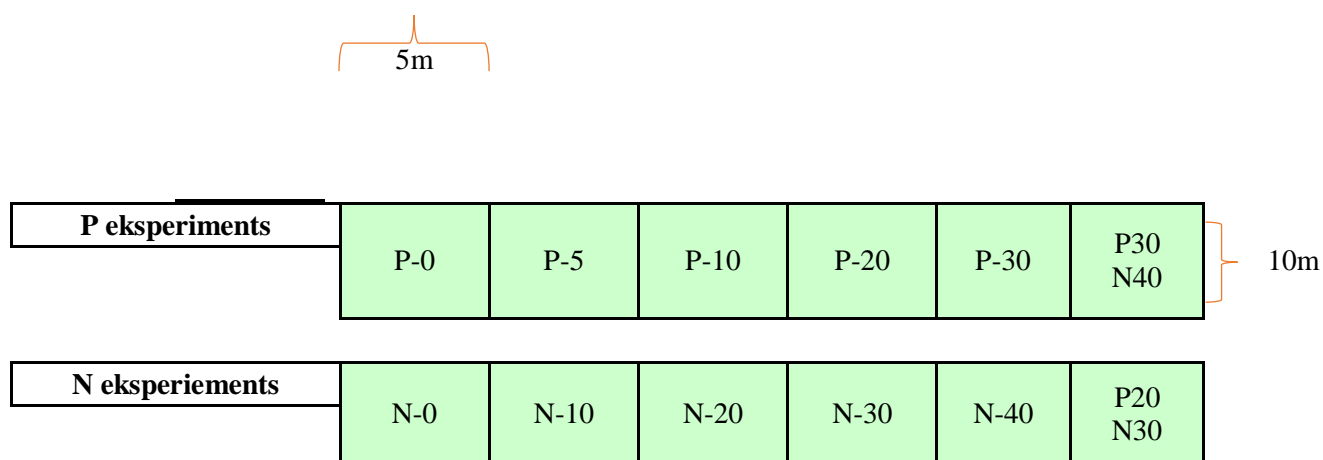 5m
P eksperiments
P-0
P-5
P-10
P-20
P-30
P30
N40
10m
N eksperiements
N-0
N-10
N-20
N-30
N-40
P20
N30